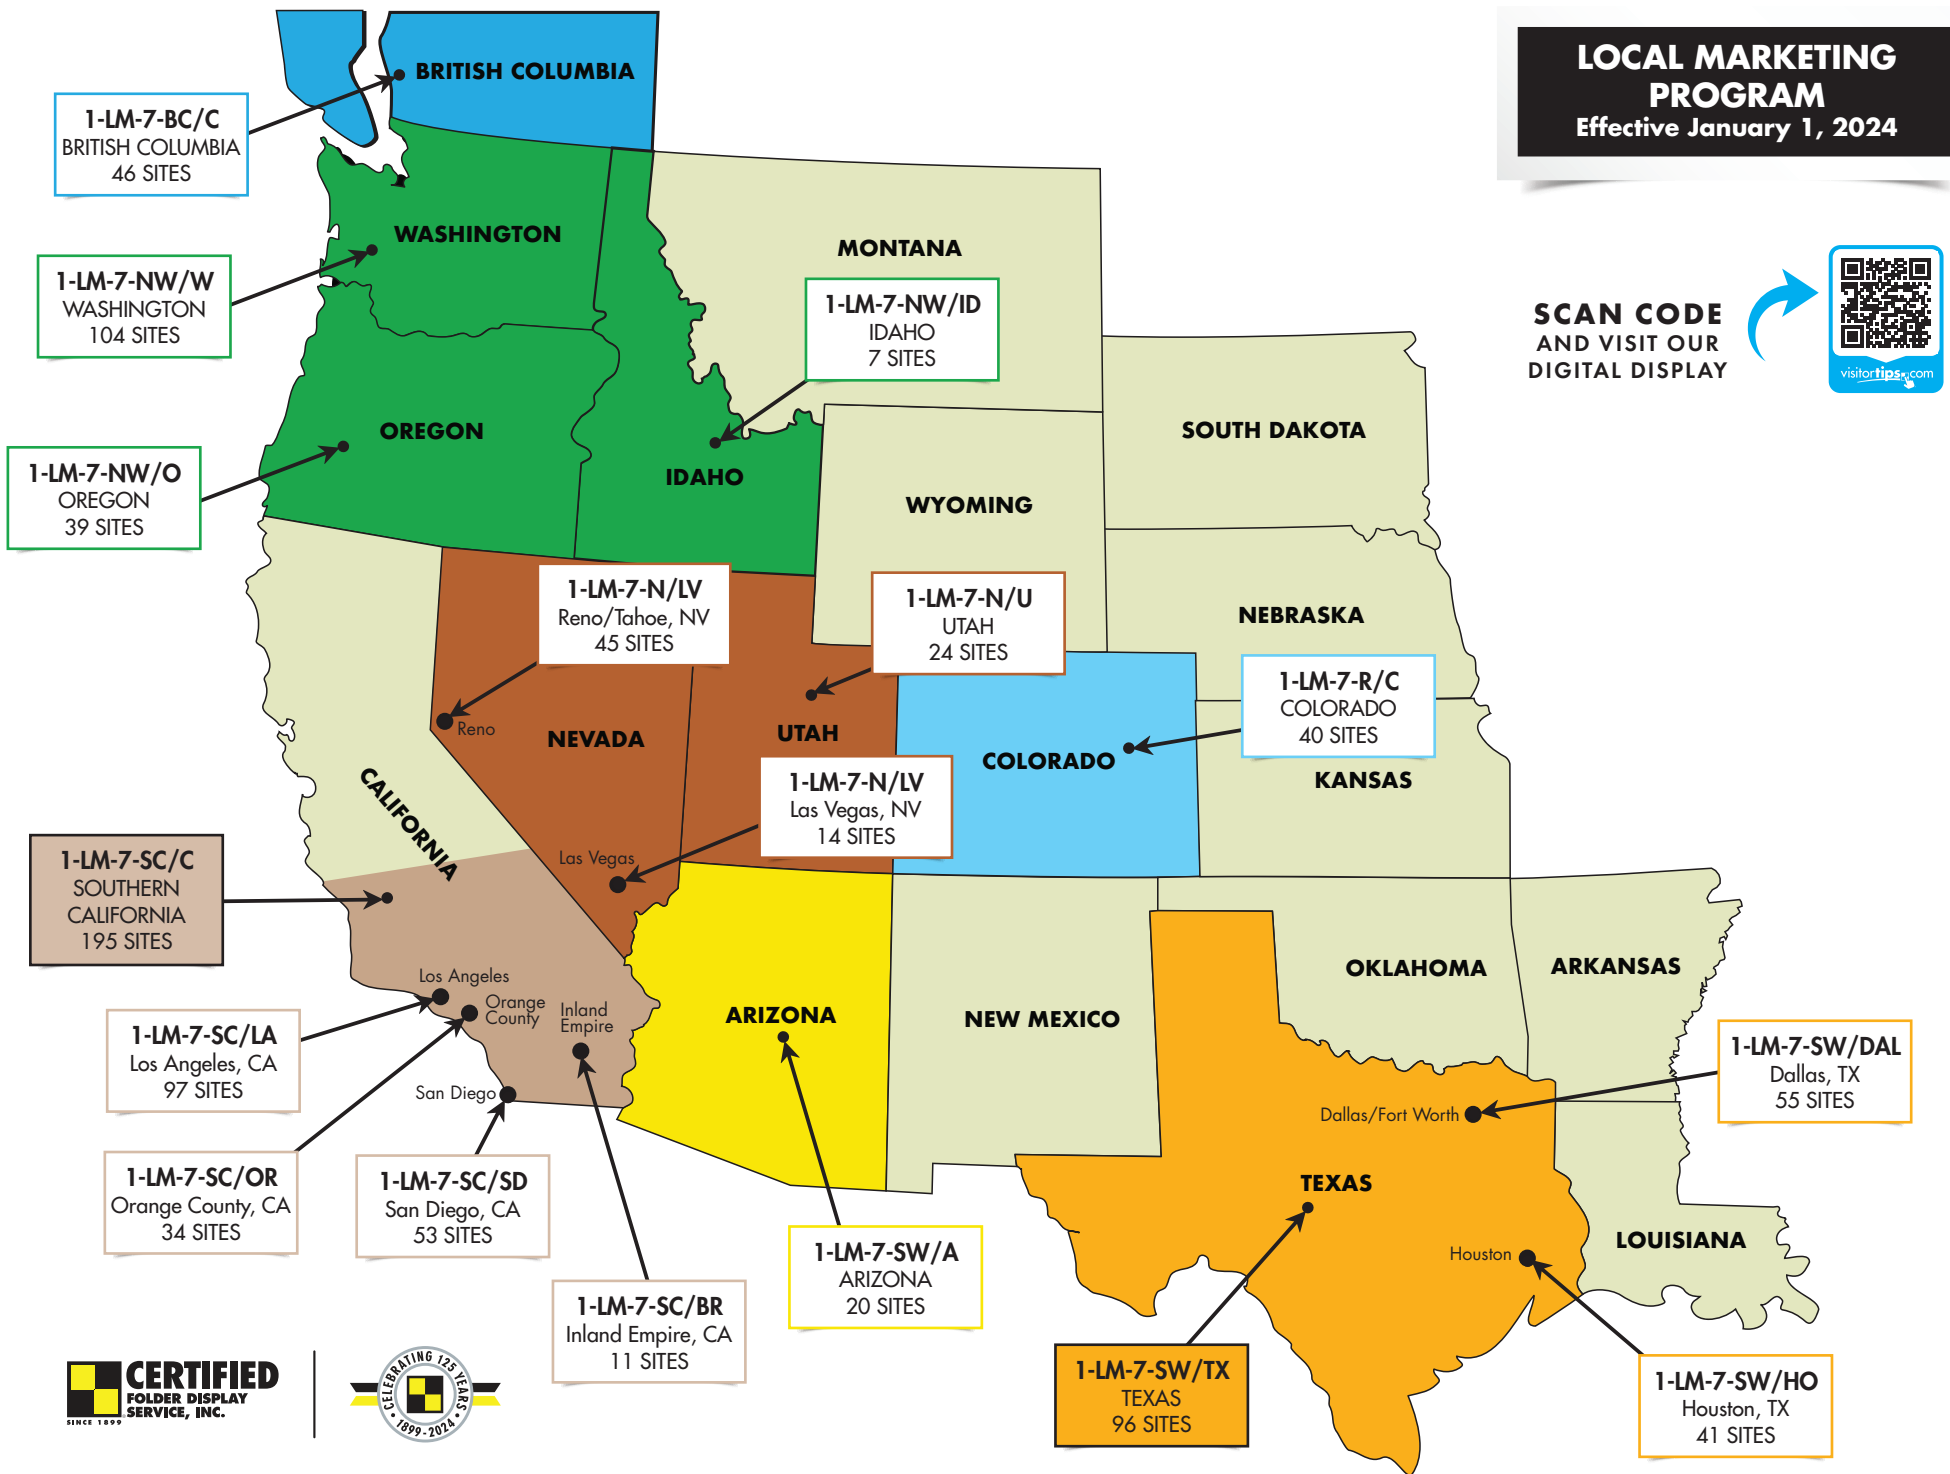 LOCAL MARKETING
PROGRAM
Effective January 1, 2024
SCAN CODE
AND VISIT OUR
DIGITAL DISPLAY
visitortips.com
BRITISH COLUMBIA
1-LM-7-BC/C
BRITISH COLUMBIA
46 SITES
WASHINGTON
1-LM-7-NW/W
WASHINGTON
104 SITES
MONTANA
1-LM-7-NW/ID
IDAHO
7 SITES
OREGON
1-LM-7-NW/O
OREGON
39 SITES
IDAHO
SOUTH DAKOTA
WYOMING
1-LM-7-N/LV
Reno/Tahoe, NV
45 SITES
1-LM-7-N/U
UTAH
24 SITES
NEBRASKA
1-LM-7-R/C
COLORADO
40 SITES
Reno
NEVADA
UTAH
COLORADO
KANSAS
1-LM-7-N/LV
Las Vegas, NV
14 SITES
CALIFORNIA
Las Vegas
1-LM-7-SC/C
SOUTHERN
CALIFORNIA
195 SITES
Los Angeles
Orange
County
Inland
Empire
ARIZONA
NEW MEXICO
OKLAHOMA
ARKANSAS
1-LM-7-SC/LA
Los Angeles, CA
97 SITES
San Diego
1-LM-7-SW/DAL
Dallas, TX
55 SITES
Dallas/Fort Worth
1-LM-7-SC/OR
Orange County, CA
34 SITES
1-LM-7-SC/SD
San Diego, CA
53 SITES
TEXAS
LOUISIANA
Houston
1-LM-7-SW/A
ARIZONA
20 SITES
1-LM-7-SC/BR
Inland Empire, CA
11 SITES
1-LM-7-SW/TX
TEXAS
96 SITES
1-LM-7-SW/HO
Houston, TX
41 SITES
CERTIFIED
FOLDER DISPLAY
SERVICE, INC.
SINCE 1899
CELEBRATING 125 YEARS
• 1899-2024 •